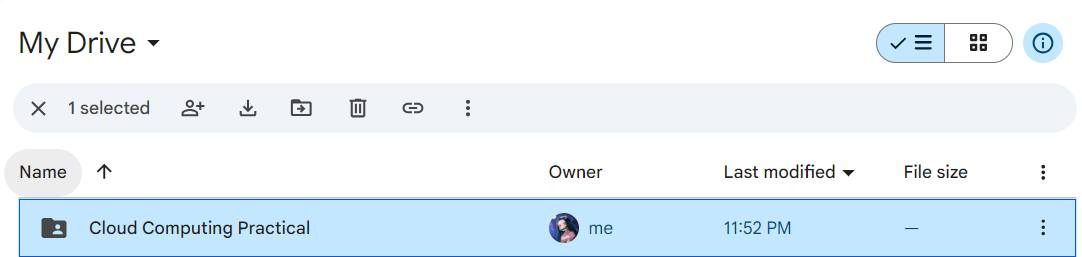 My Drive
1 selected
Name Owner Last modified File size
Cloud Computing Practical me 11:52 PM —